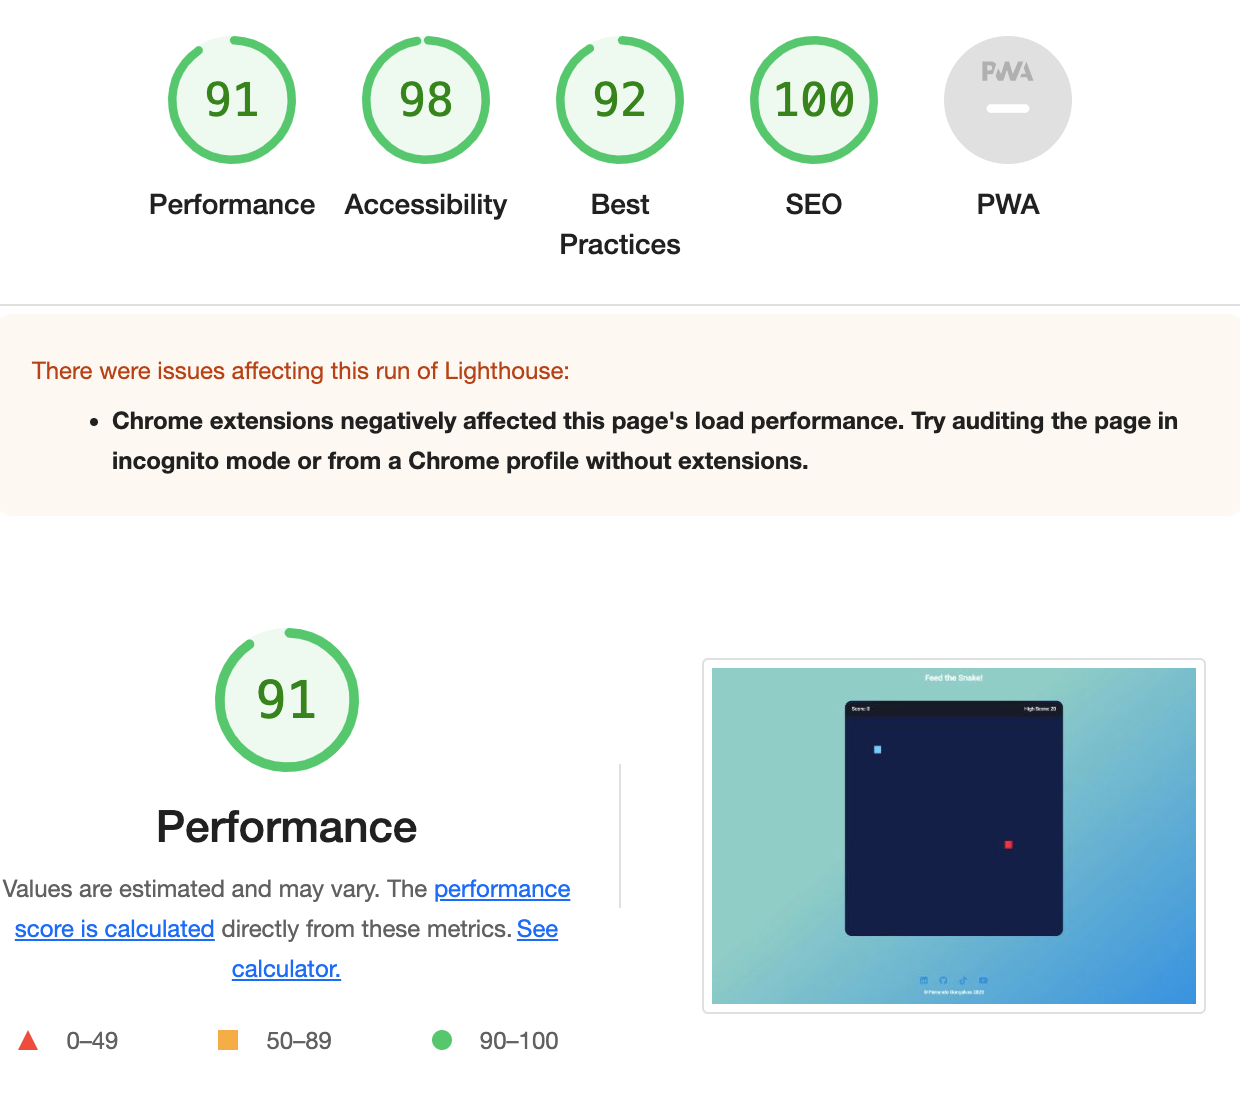 91
98
92
100
PWA
Performance
Accessibility
Best
Practices
SEO
PWA
There were issues affecting this run of Lighthouse:
• Chrome extensions negatively affected this page's load performance. Try auditing the page in
incognito mode or from a Chrome profile without extensions.
91
Performance
Values are estimated and may vary. The performance
score is calculated directly from these metrics. See
calculator.
0–49
50–89
90–100
Feed the Snake!
Score: 0
High Score: 20